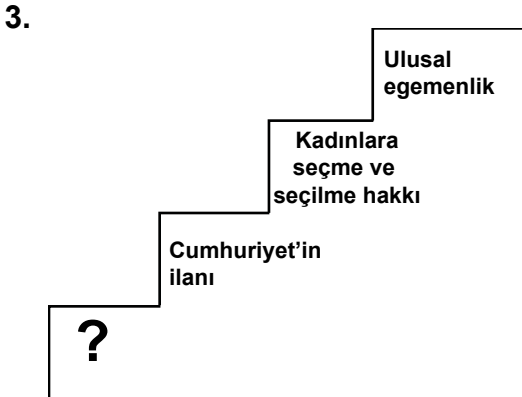 3.
Ulusal
egemenlik
Kadınlara
seçme ve
seçilme hakkı
Cumhuriyet’in
ilanı
?